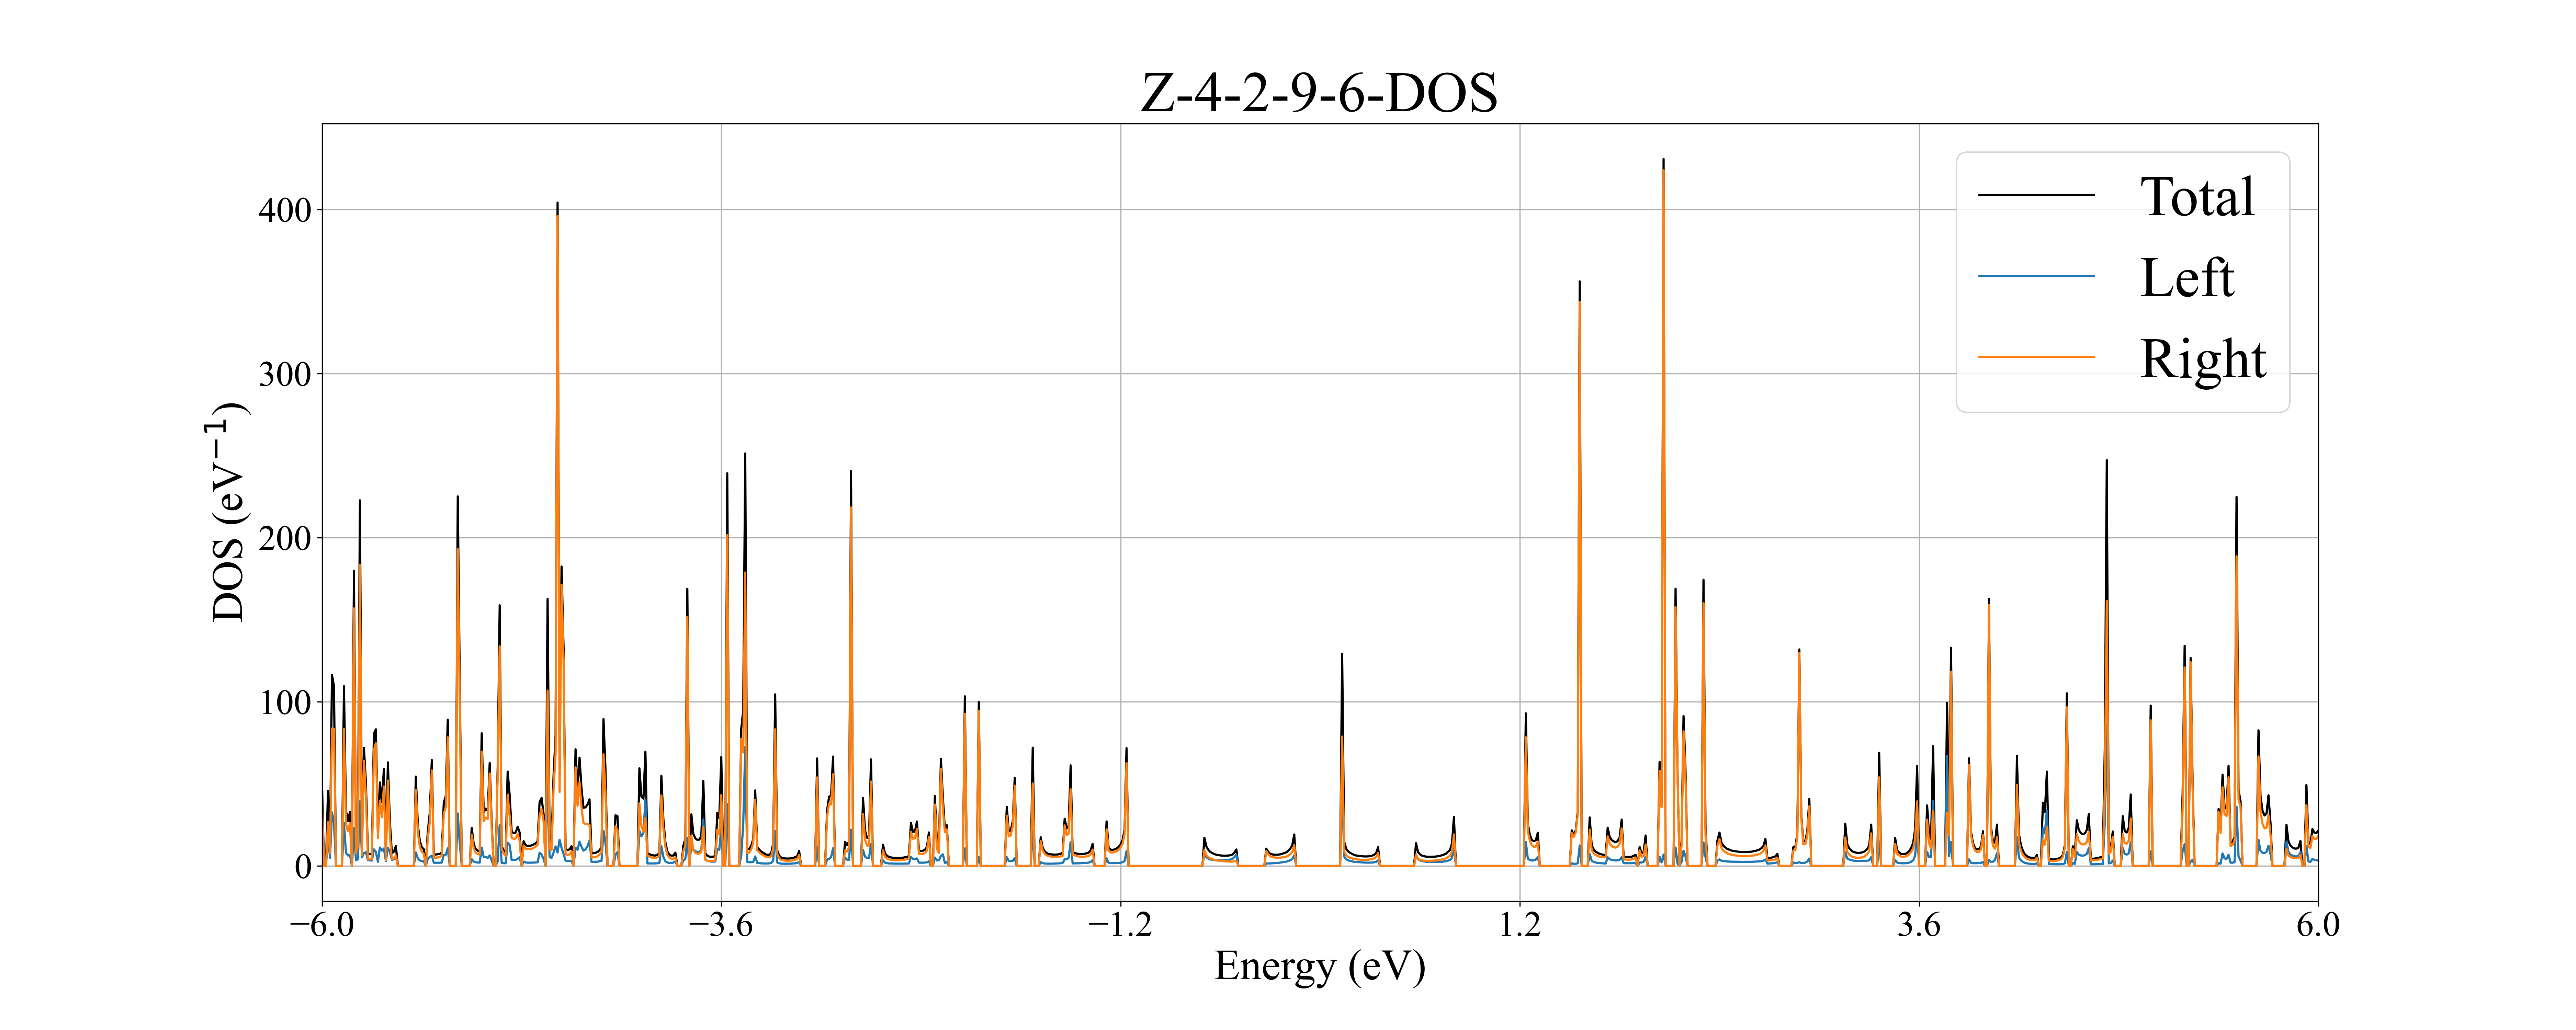 Z-4-2-9-6-DOS
Total
Left
Right
DOS (eV⁻¹)
400
300
200
100
0
−6.0 −3.6 −1.2 1.2 3.6 6.0
Energy (eV)